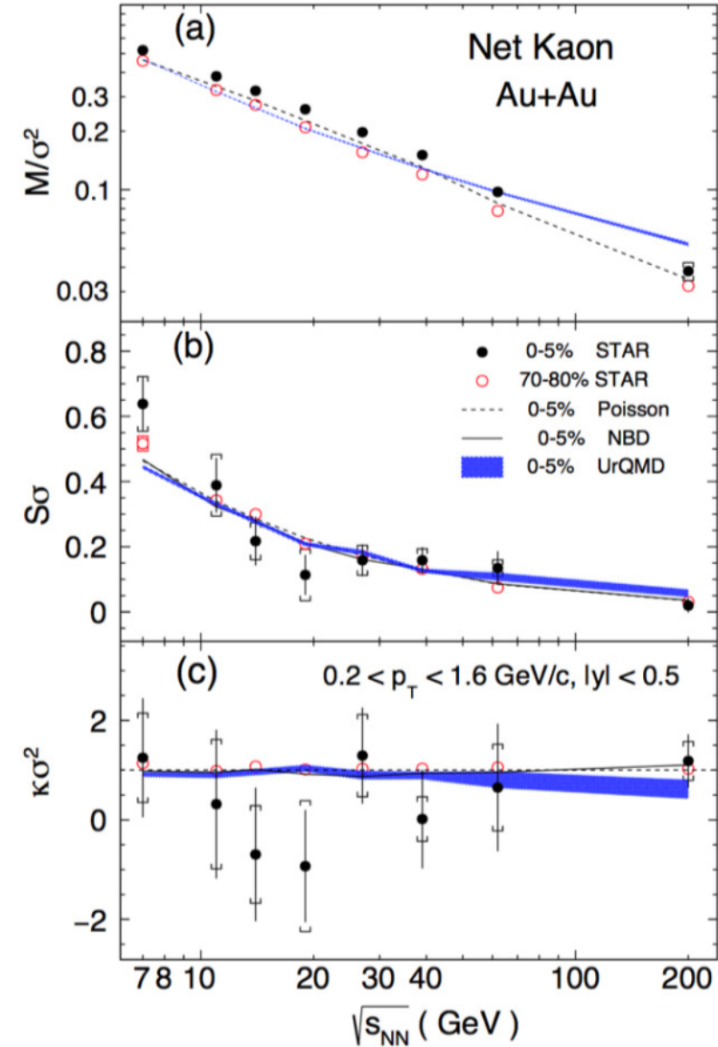 (a)
Net Kaon
Au+Au
M/σ²
0.3
0.2
0.1
0.03
(b)
Sσ
0.8
0.6
0.4
0.2
0
0-5% STAR
70-80% STAR
0-5% Poisson
0-5% NBD
0-5% UrQMD
(c)
0.2 < p_T < 1.6 GeV/c, |y| < 0.5
κσ²
2
0
−2
7 8 10 20 30 40 100 200
√s_NN ( GeV )